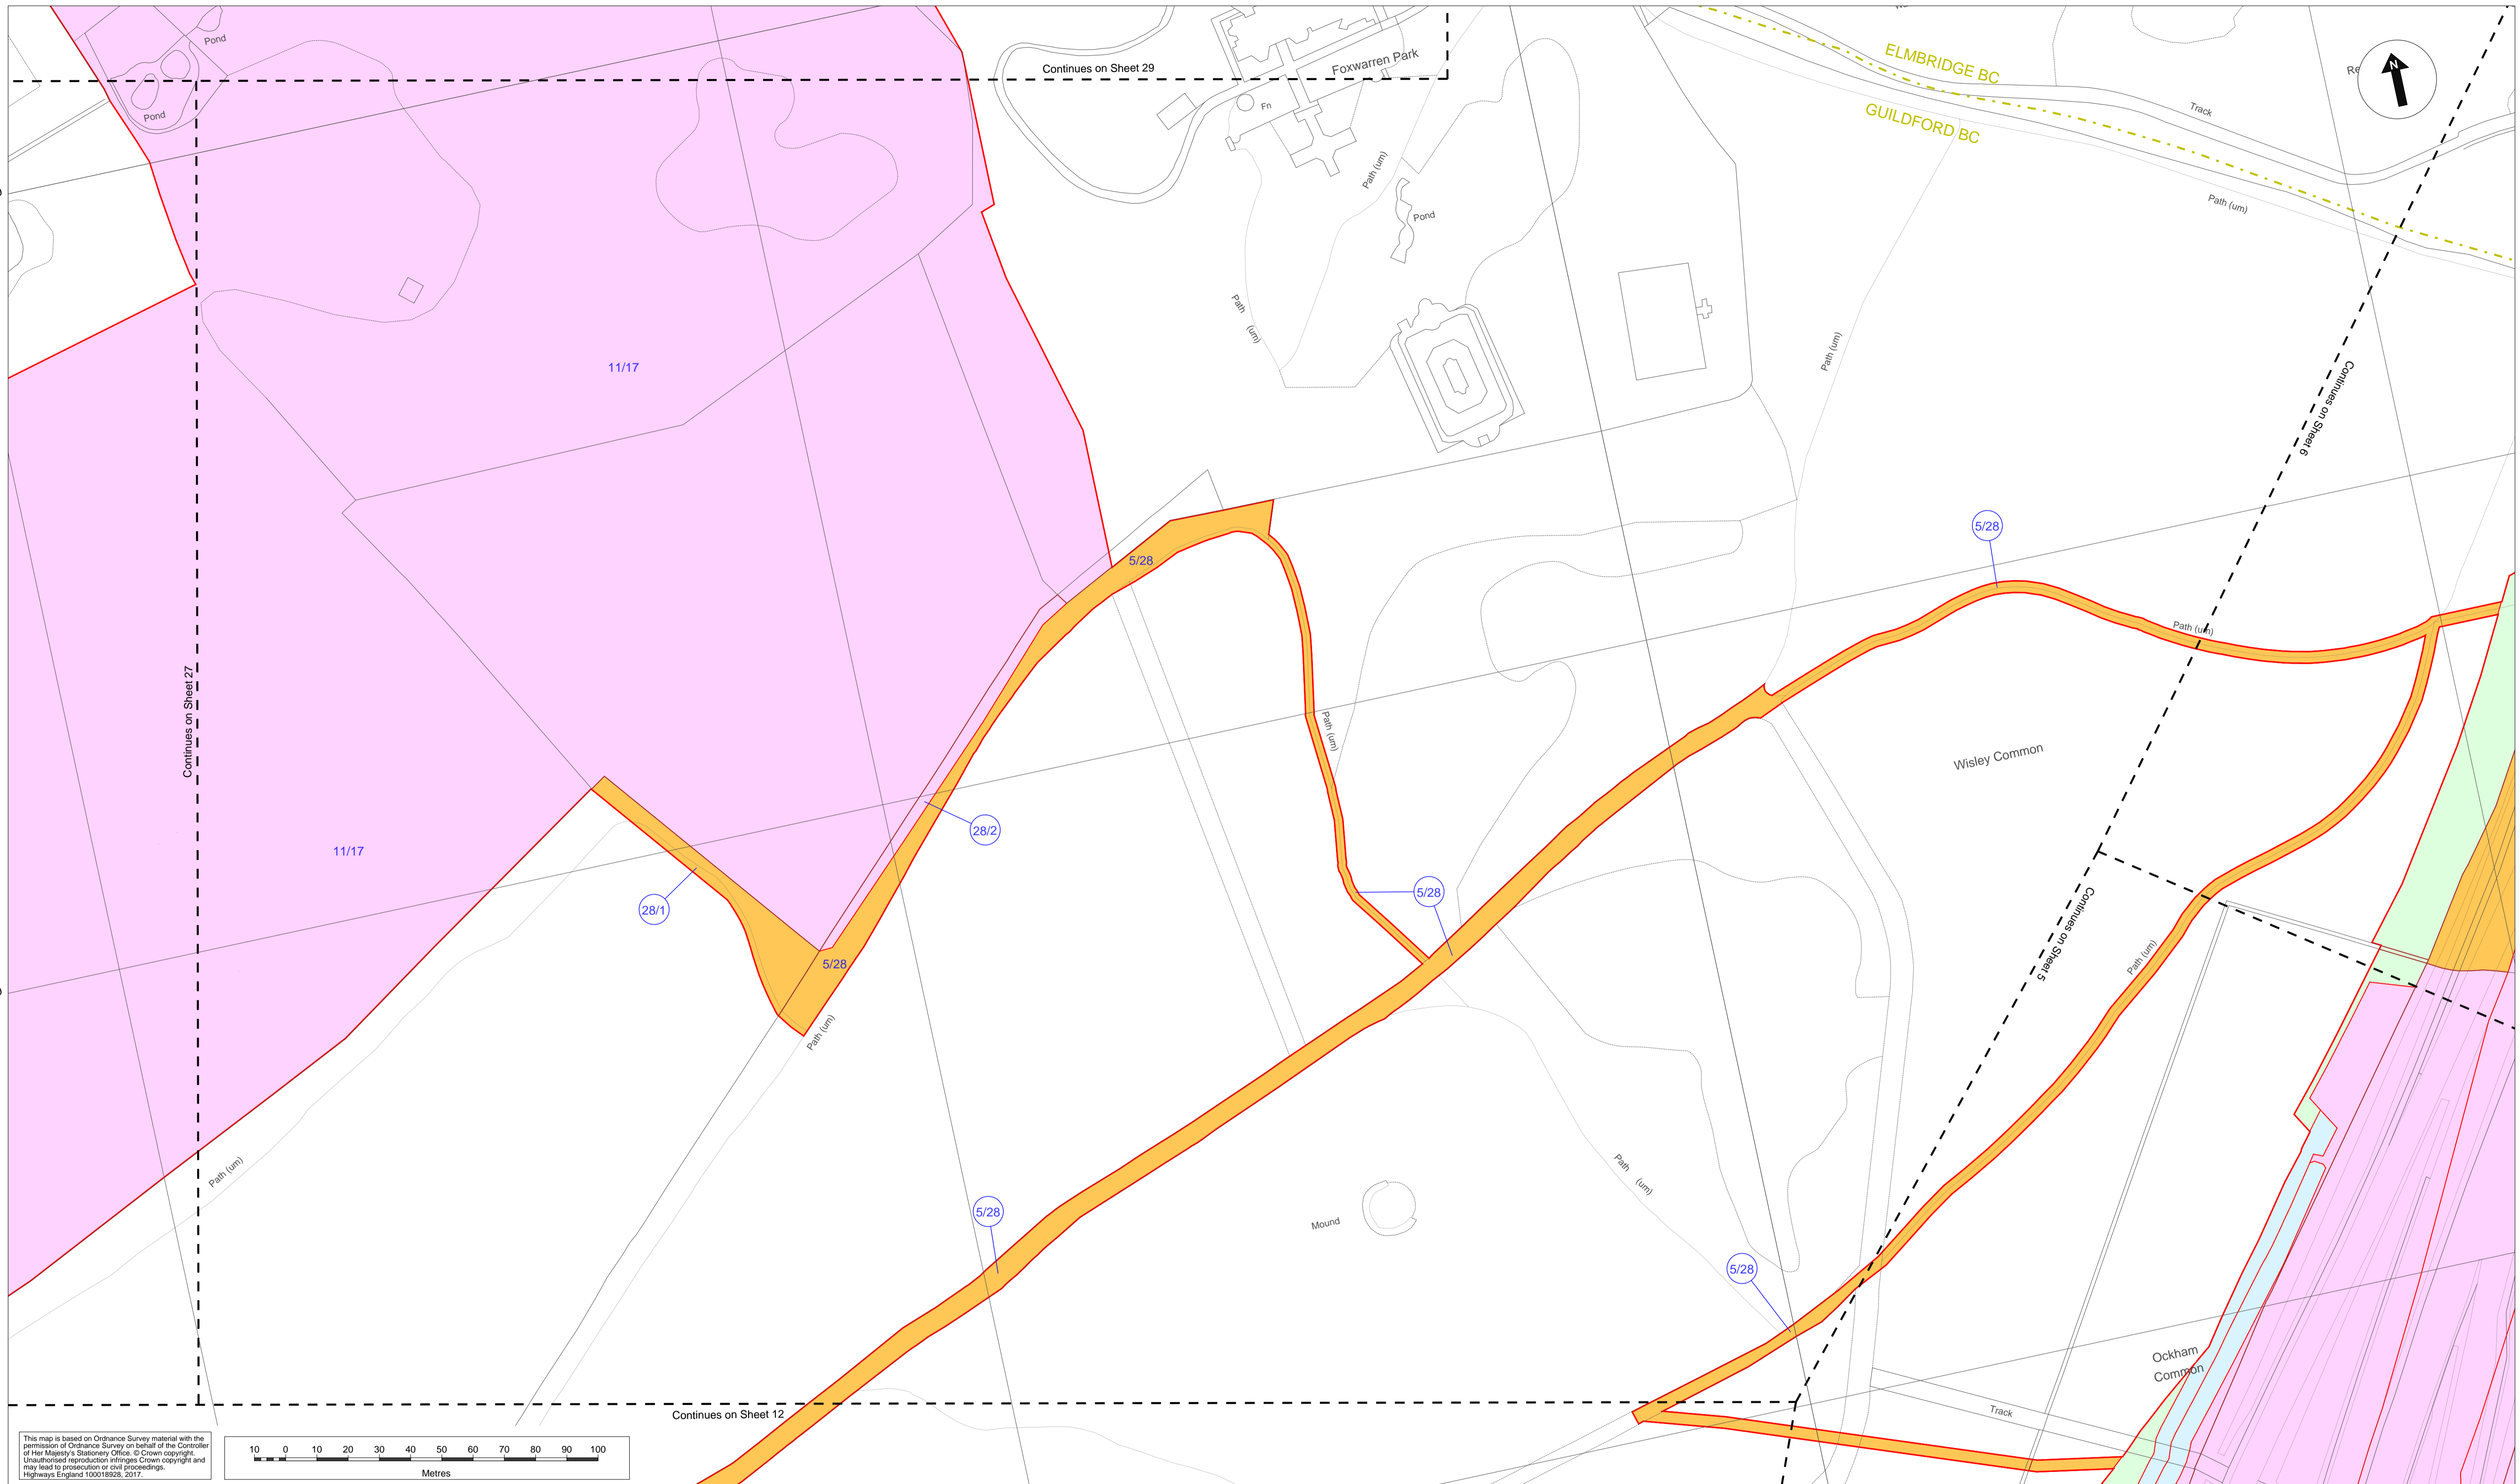 Pond
Continues on Sheet 29
Foxwarren Park
ELMBRIDGE BC
N
Pond
Fn
GUILDFORD BC
Track
Path (um)
Path (um)
Pond
Path (um)
11/17
Path (um)
Continues on Sheet 6
5/28
5/28
Path (um)
Continues on Sheet 27
Path (um)
Wisley Common
28/2
11/17
28/1
5/28
Continues on Sheet 5
5/28
Path (um)
Path (um)
Path (um)
Path (um)
5/28
Mound
5/28
Ockham
Common
Track
Continues on Sheet 12
This map is based on Ordnance Survey material with the
permission of Ordnance Survey on behalf of the Controller
of Her Majesty's Stationery Office. © Crown copyright.
Unauthorised reproduction infringes Crown copyright and
may lead to prosecution or civil proceedings.
Highways England 100018928, 2017.
10 0 10 20 30 40 50 60 70 80 90 100
Metres